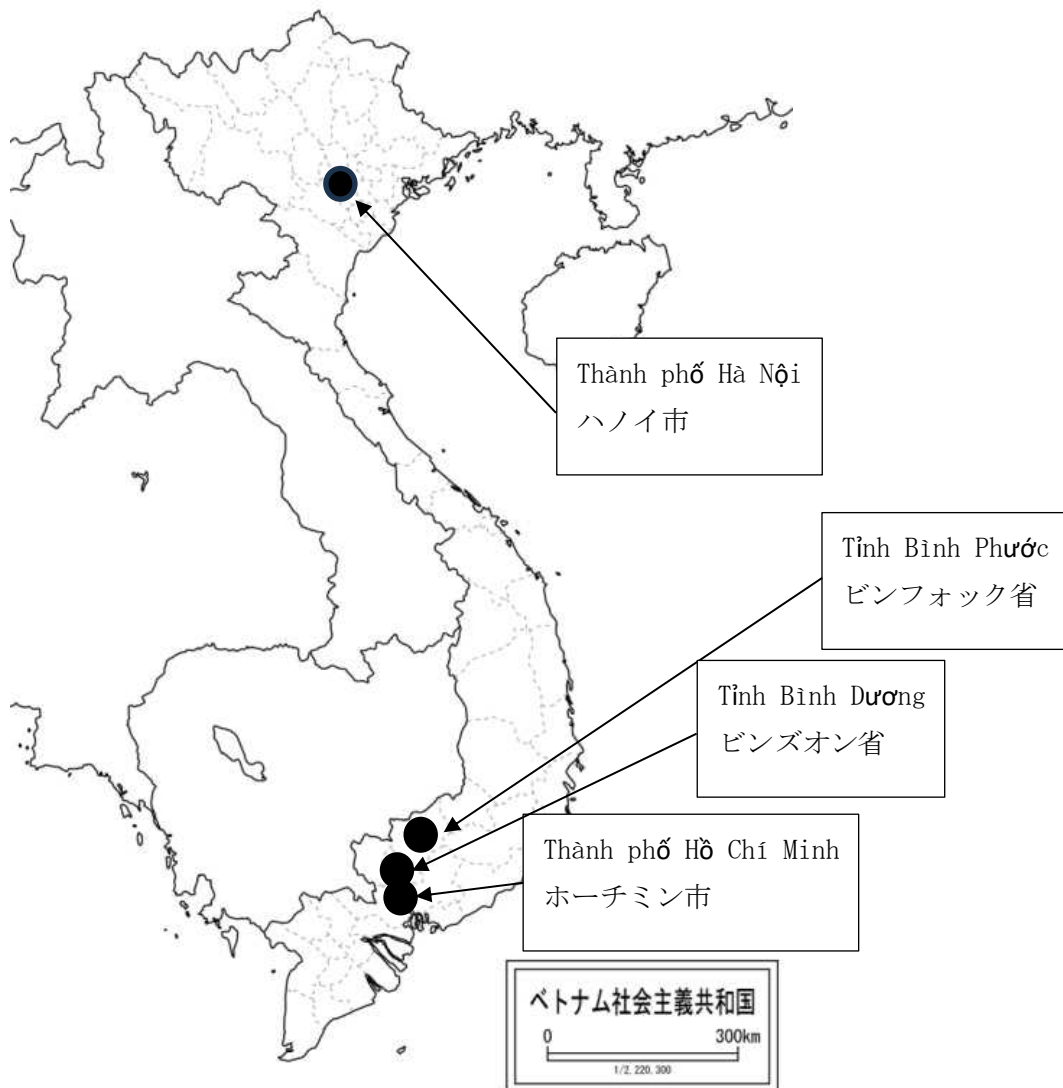 Thành phố Hà Nội
ハノイ市
Tỉnh Bình Phước
ビンフォック省
Tỉnh Bình Dương
ビンズオン省
Thành phố Hồ Chí Minh
ホーチミン市
ベトナム社会主義共和国
0 300km
1/2.220.300